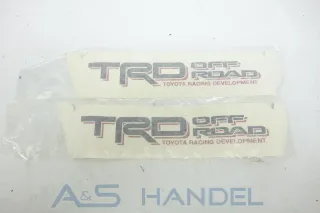 TRD OFF
ROAD
TOYOTA RACING DEVELOPMENT
TRD OFF
ROAD
TOYOTA RACING DEVELOPMENT
A&S HANDEL